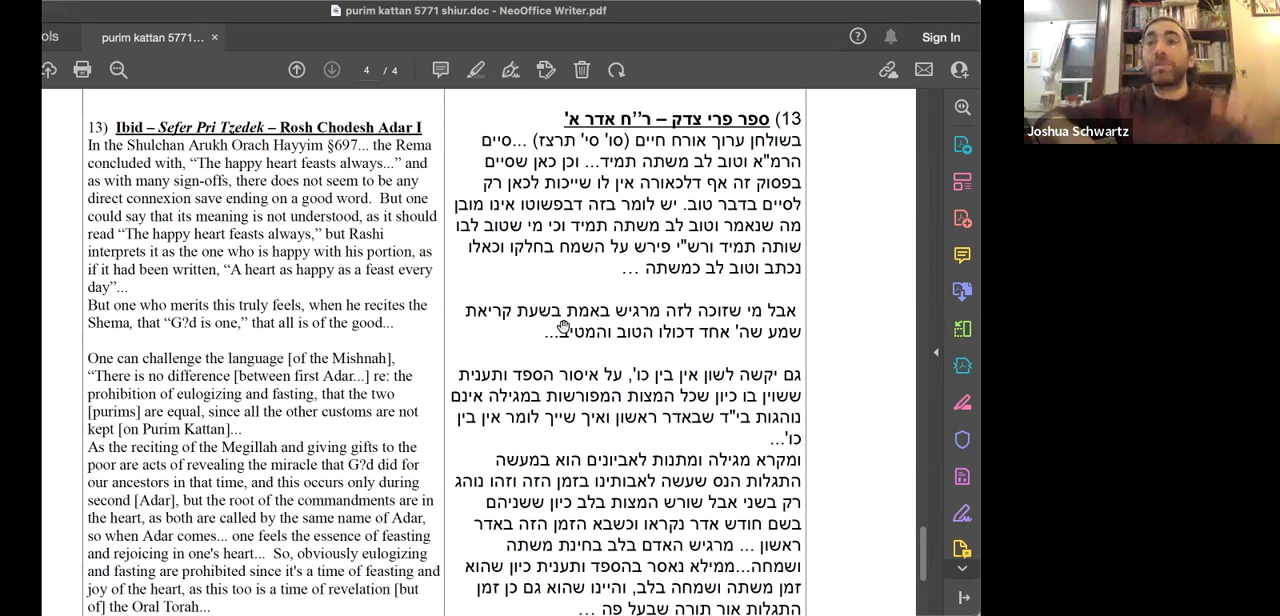 purim kattan 5771 shiur.doc - NeoOffice Writer.pdf
ols
purim kattan 5771... ×
Sign In
4 / 4
13) Ibid – Sefer Pri Tzedek – Rosh Chodesh Adar I
In the Shulchan Arukh Orach Hayyim §697... the Rema
concluded with, “The happy heart feasts always...” and
as with many sign-offs, there does not seem to be any
direct connexion save ending on a good word. But one
could say that its meaning is not understood, as it should
read “The happy heart feasts always,” but Rashi
interprets it as the one who is happy with his portion, as
if it had been written, “A heart as happy as a feast every
day”...
But one who merits this truly feels, when he recites the
Shema, that “G?d is one,” that all is of the good...
One can challenge the language [of the Mishnah],
“There is no difference [between first Adar...] re: the
prohibition of eulogizing and fasting, that the two
[purims] are equal, since all the other customs are not
kept [on Purim Kattan]...
As the reciting of the Megillah and giving gifts to the
poor are acts of revealing the miracle that G?d did for
our ancestors in that time, and this occurs only during
second [Adar], but the root of the commandments are in
the heart, as both are called by the same name of Adar,
so when Adar comes... one feels the essence of feasting
and rejoicing in one's heart... So, obviously eulogizing
and fasting are prohibited since it's a time of feasting and
joy of the heart, as this too is a time of revelation [but
of] the Oral Torah...
13) ספר פרי צדק – ר"ח אדר א'
בשולחן ערוך אורח חיים (סו' סי' תרצז) ...סיים
הרמ"א וטוב לב משתה תמיד... וכן כאן שסיים
בפסוק זה אף דלכאורה אין לו שייכות לכאן רק
לסיים בדבר טוב. יש לומר בזה דבפשוטו אינו מובן
מה שנאמר וטוב לב משתה תמיד וכי מי שטוב לבו
שותה תמיד ורש"י פירש על השמח בחלקו וכאלו
נכתב וטוב לב כמשתה ...
אבל מי שזוכה לזה מרגיש באמת בשעת קריאת
שמע שה' אחד דכולו הטוב והמטיב...
גם יקשה לשון אין בין כו', על איסור הספד ותענית
ששוין בו כיון שכל המצות המפורשות במגילה אינם
נוהגות בי"ד שבאדר ראשון ואיך שייך לומר אין בין
כו'...
ומקרא מגילה ומתנות לאביונים הוא במעשה
התגלות הנס שעשה לאבותינו בזמן הזה וזהו נוהג
רק בשני אבל שורש המצות בלב כיון ששניהם
בשם חודש אדר נקראו וכשבא הזמן הזה באדר
ראשון ... מרגיש האדם בלב בחינת משתה
ושמחה...ממילא נאסר בהספד ותענית כיון שהוא
זמן משתה ושמחה בלב, והיינו שהוא גם כן זמן
התגלות אור תורה שבעל פה ...
Joshua Schwartz